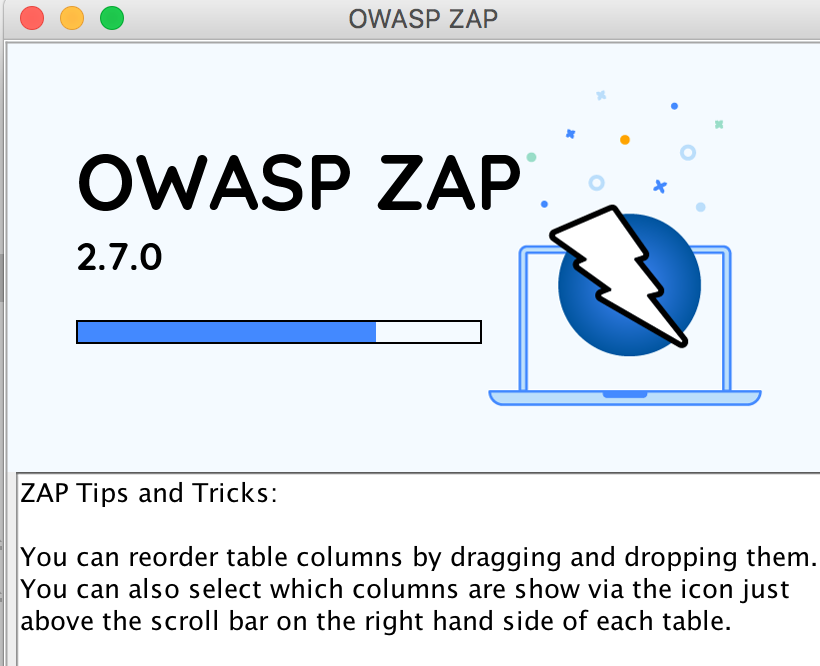 OWASP ZAP
OWASP ZAP
2.7.0
ZAP Tips and Tricks:
You can reorder table columns by dragging and dropping them.
You can also select which columns are show via the icon just
above the scroll bar on the right hand side of each table.